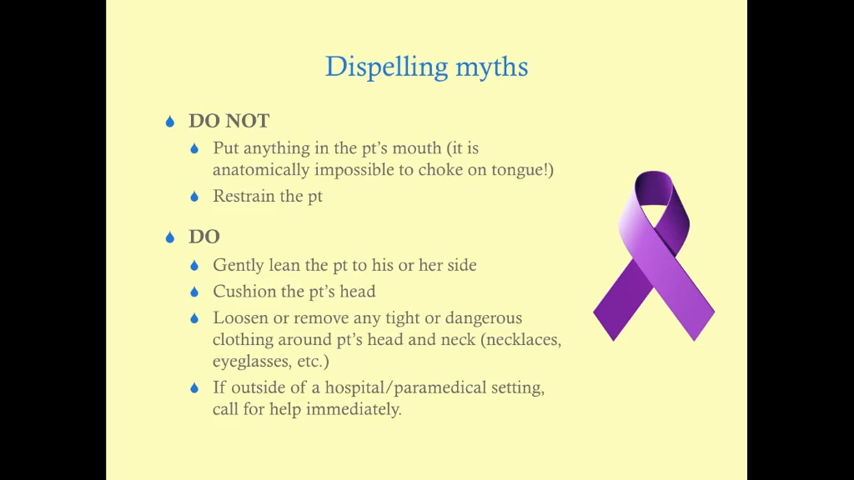 Dispelling myths
DO NOT
Put anything in the pt's mouth (it is
anatomically impossible to choke on tongue!)
Restrain the pt
DO
Gently lean the pt to his or her side
Cushion the pt's head
Loosen or remove any tight or dangerous
clothing around pt's head and neck (necklaces,
eyeglasses, etc.)
If outside of a hospital/paramedical setting,
call for help immediately.